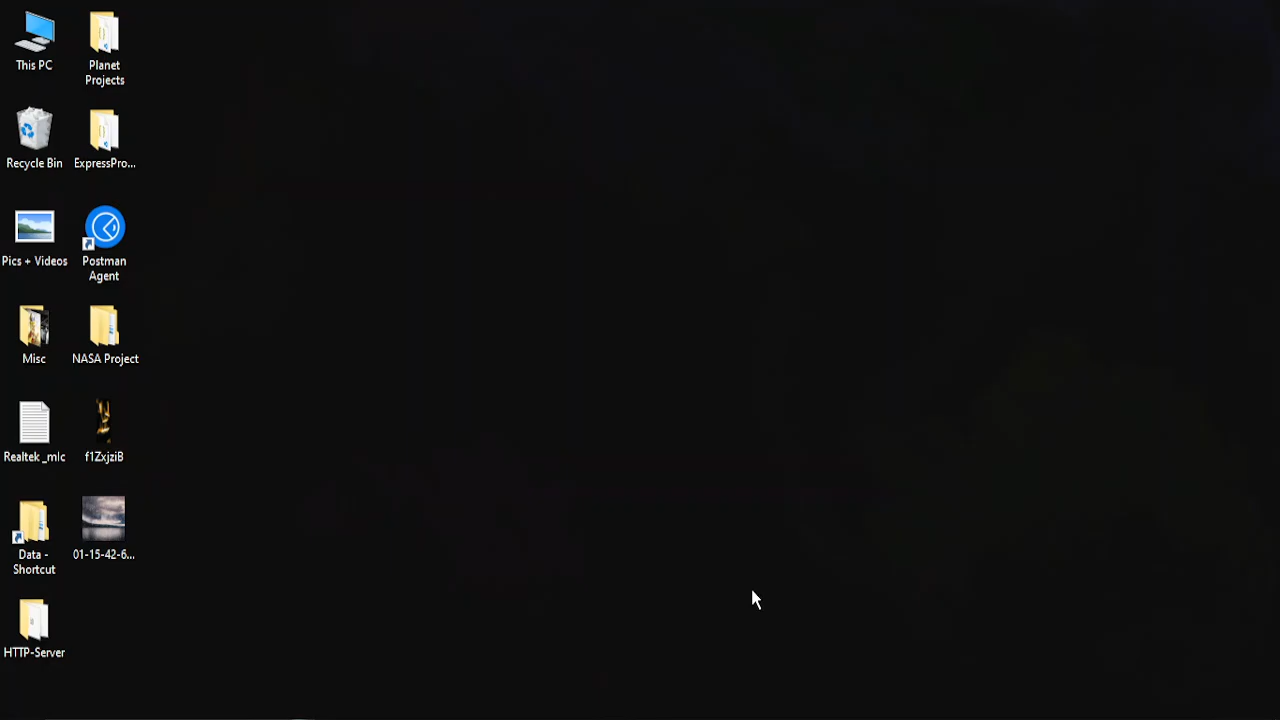 This PC
Planet
Projects
Recycle Bin
ExpressPro...
Pics + Videos
Postman
Agent
Misc
NASA Project
Realtek _mic
f1ZxjziB
Data -
Shortcut
01-15-42-6...
HTTP-Server